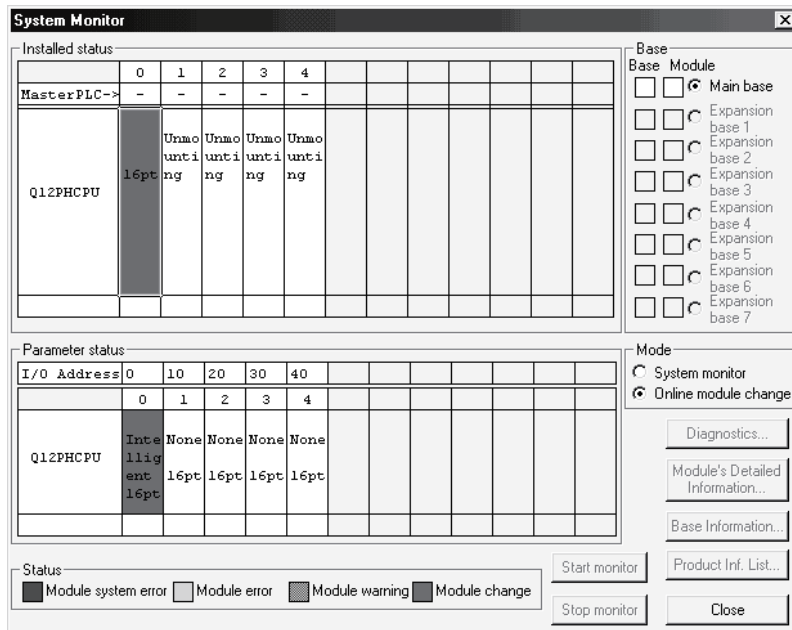 System Monitor
Installed status
0 1 2 3 4
MasterPLC-> - - - - -
Q12PHCPU
16pt
Unmo Unmo Unmo Unmo
unti unti unti unti
ng ng ng ng
Base
Base Module
Main base
Expansion
base 1
Expansion
base 2
Expansion
base 3
Expansion
base 4
Expansion
base 5
Expansion
base 6
Expansion
base 7
Parameter status
I/O Address 0 10 20 30 40
0 1 2 3 4
Q12PHCPU
Inte None None None None
llig
ent 16pt 16pt 16pt 16pt
16pt
Mode
System monitor
Online module change
Diagnostics...
Module's Detailed
Information...
Base Information...
Product Inf. List...
Status
Module system error Module error Module warning Module change
Start monitor
Stop monitor
Close